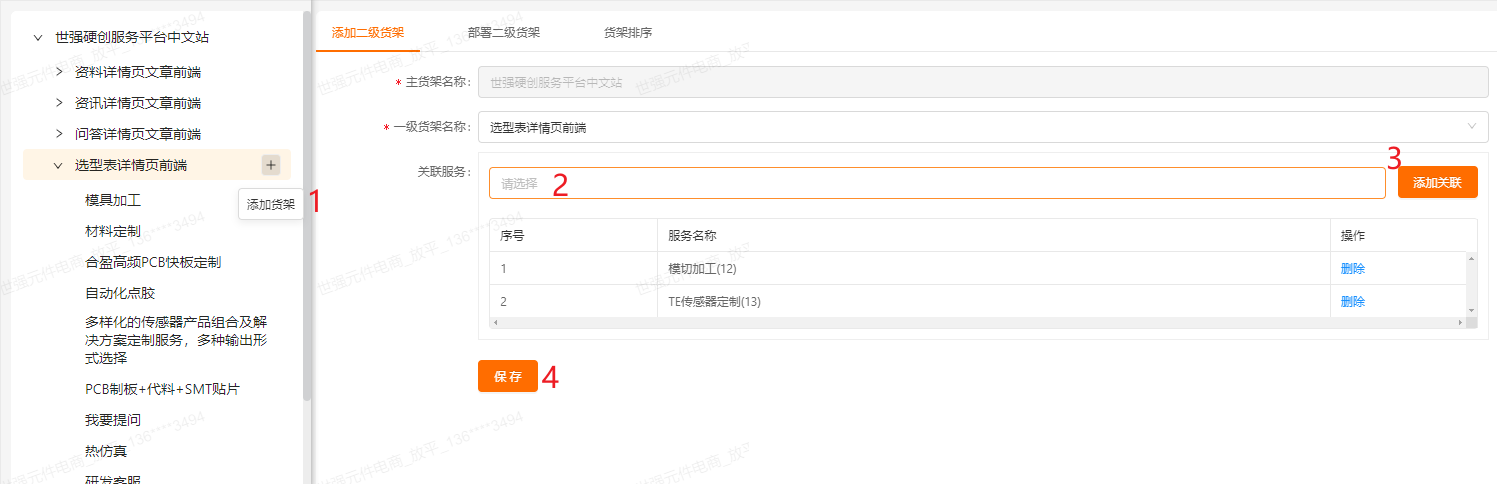 世强硬创服务平台中文站
资料详情页文章前端
资讯详情页文章前端
问答详情页文章前端
选型表详情页前端
+
添加货架
1
模具加工
材料定制
合盈高频PCB快板定制
自动化点胶
多样化的传感器产品组合及解
决方案定制服务，多种输出形
式选择
PCB制板+代料+SMT贴片
我要提问
热仿真
研发客服
添加二级货架 部署二级货架 货架排序
* 主货架名称: 世强硬创服务平台中文站
* 一级货架名称: 选型表详情页前端
关联服务: 请选择 2 3 添加关联
序号 服务名称 操作
1 模切加工(12) 删除
2 TE传感器定制(13) 删除
保 存 4
世强元件电商_放平_136****3494